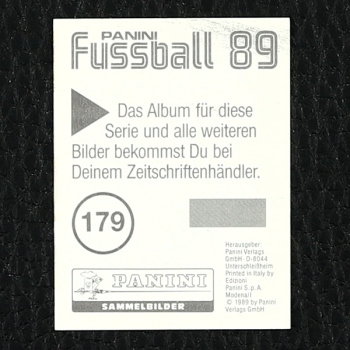 PANINI
Fussball 89
Das Album für diese
Serie und alle weiteren
Bilder bekommst Du bei
Deinem Zeitschriftenhändler.
179
PANINI
SAMMELBILDER
Herausgeber:
Panini Verlags
GmbH · D-8044
Unterschleißheim
Printed in Italy by
Edizioni
Panini S.p.A.
Modena/I.
© 1989 by Panini
Verlags GmbH